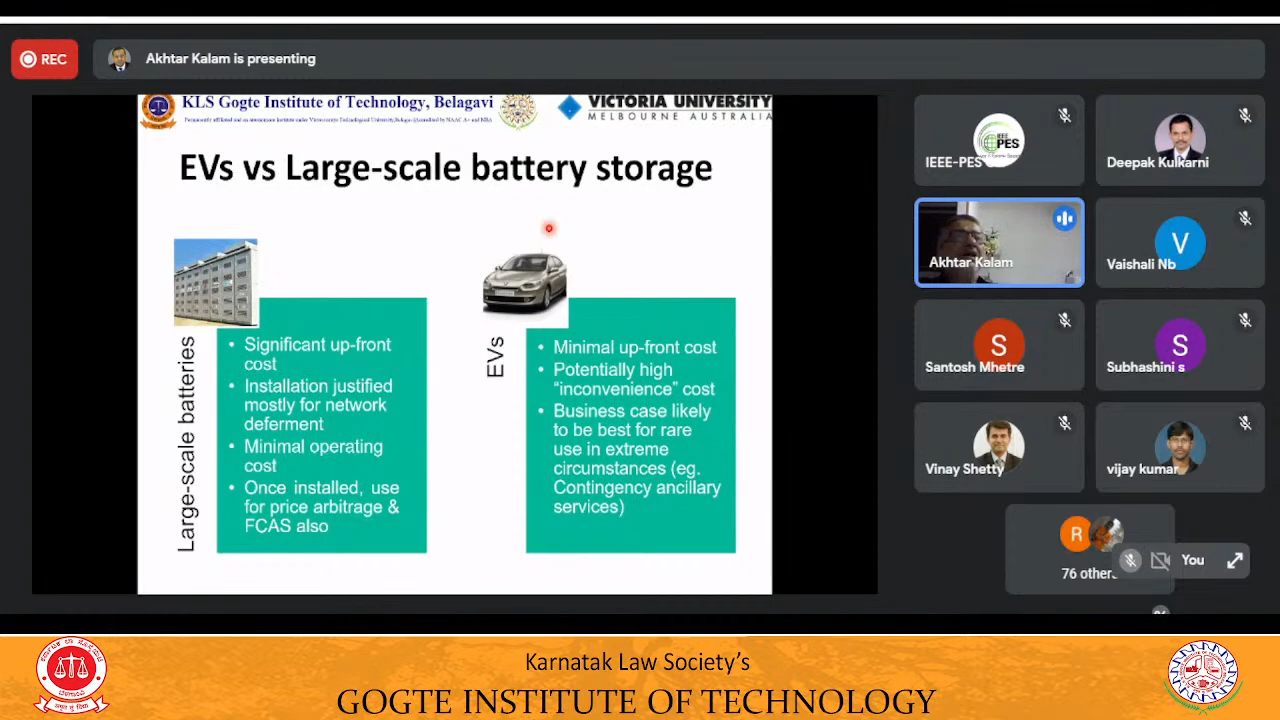 REC
Akhtar Kalam is presenting
KLS Gogte Institute of Technology, Belagavi
VICTORIA UNIVERSITY
MELBOURNE AUSTRALIA
EVs vs Large-scale battery storage
Large-scale batteries
• Significant up-front
cost
• Installation justified
mostly for network
deferment
• Minimal operating
cost
• Once installed, use
for price arbitrage &
FCAS also
EVs
• Minimal up-front cost
• Potentially high
“inconvenience” cost
• Business case likely
to be best for rare
use in extreme
circumstances (eg.
Contingency ancillary
services)
IEEE
PES
IEEE-PES
Deepak Kulkarni
Akhtar Kalam
V
Vaishali Nb
S
Santosh Mhetre
S
Subhashini s
Vinay Shetty
vijay kumar
R
76 others
You
Karnatak Law Society’s
GOGTE INSTITUTE OF TECHNOLOGY